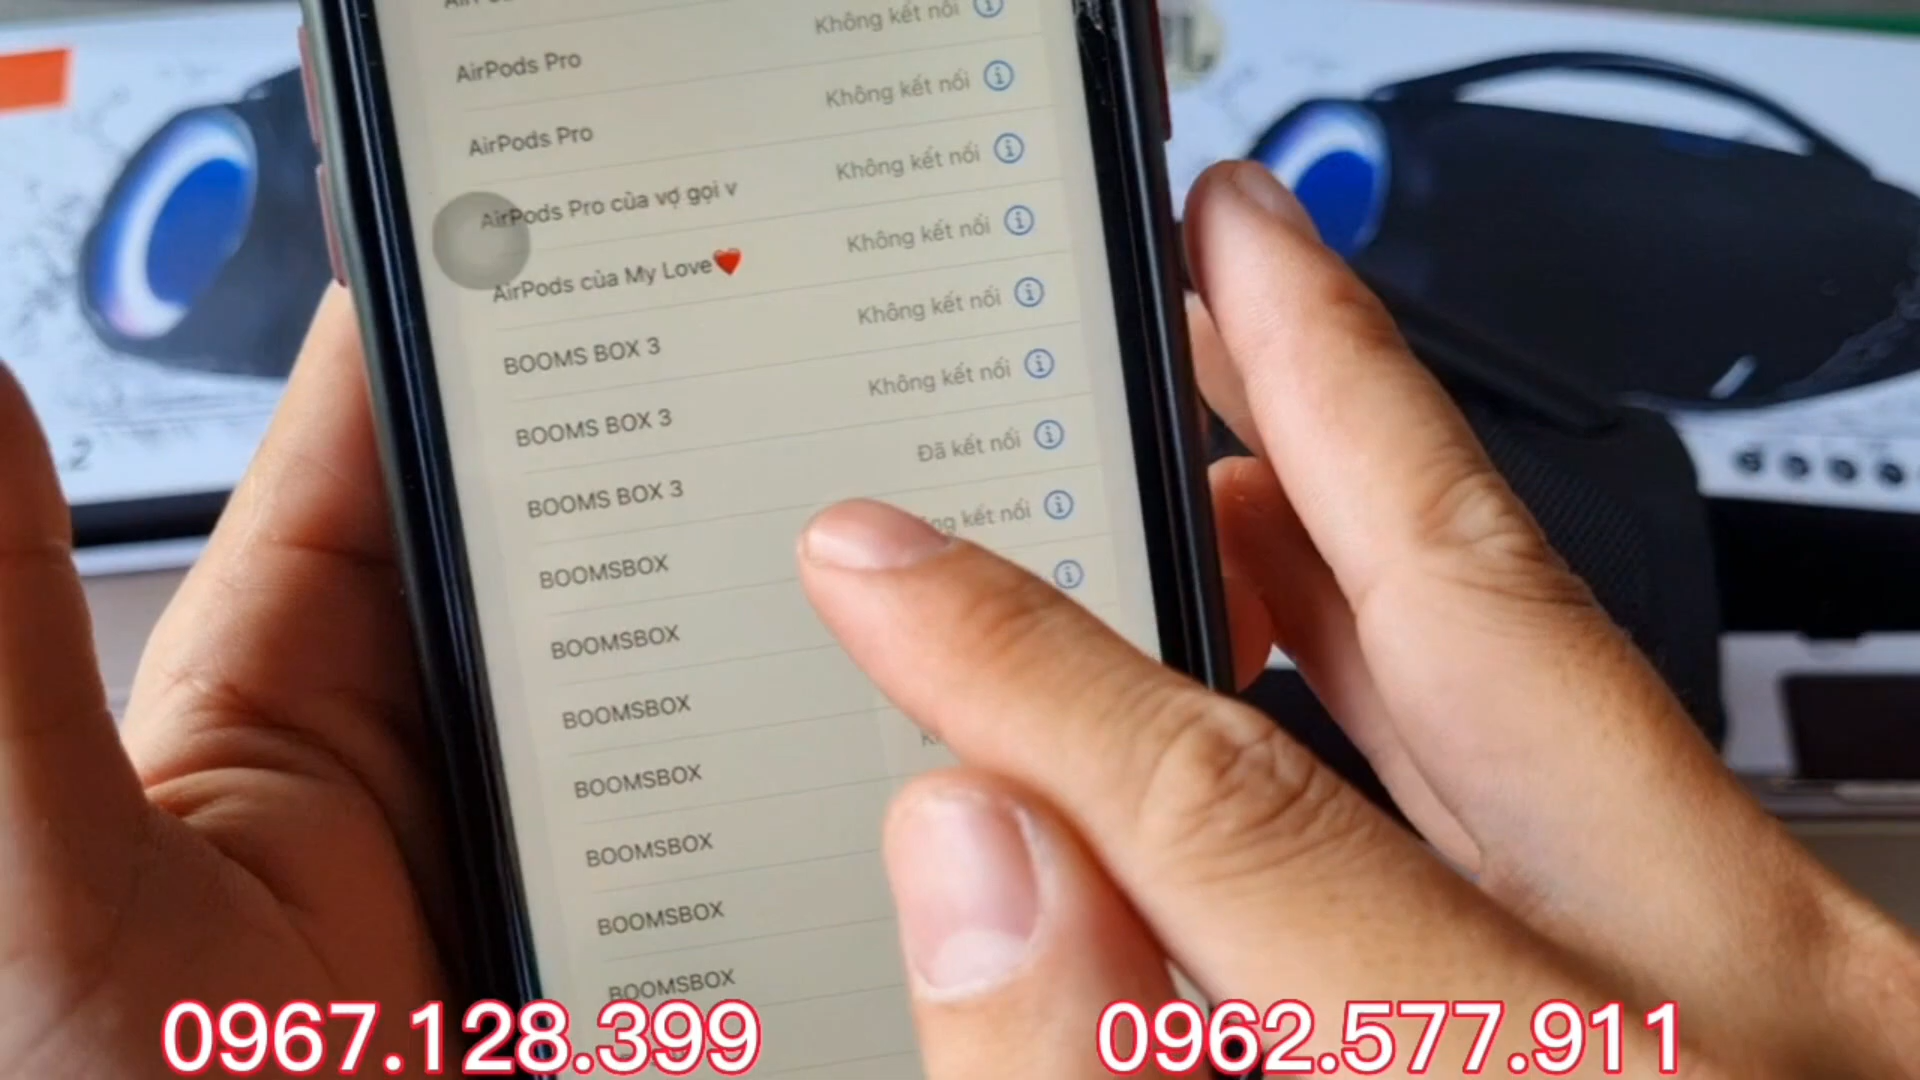 Không kết nối
AirPods Pro
Không kết nối
AirPods Pro
Không kết nối
AirPods Pro của vợ gọi v
Không kết nối
AirPods của My Love❤️
Không kết nối
BOOMS BOX 3
Không kết nối
BOOMS BOX 3
Đã kết nối
BOOMS BOX 3
kết nối
BOOMSBOX
BOOMSBOX
BOOMSBOX
BOOMSBOX
BOOMSBOX
BOOMSBOX
BOOMSBOX
0967.128.399
0962.577.911